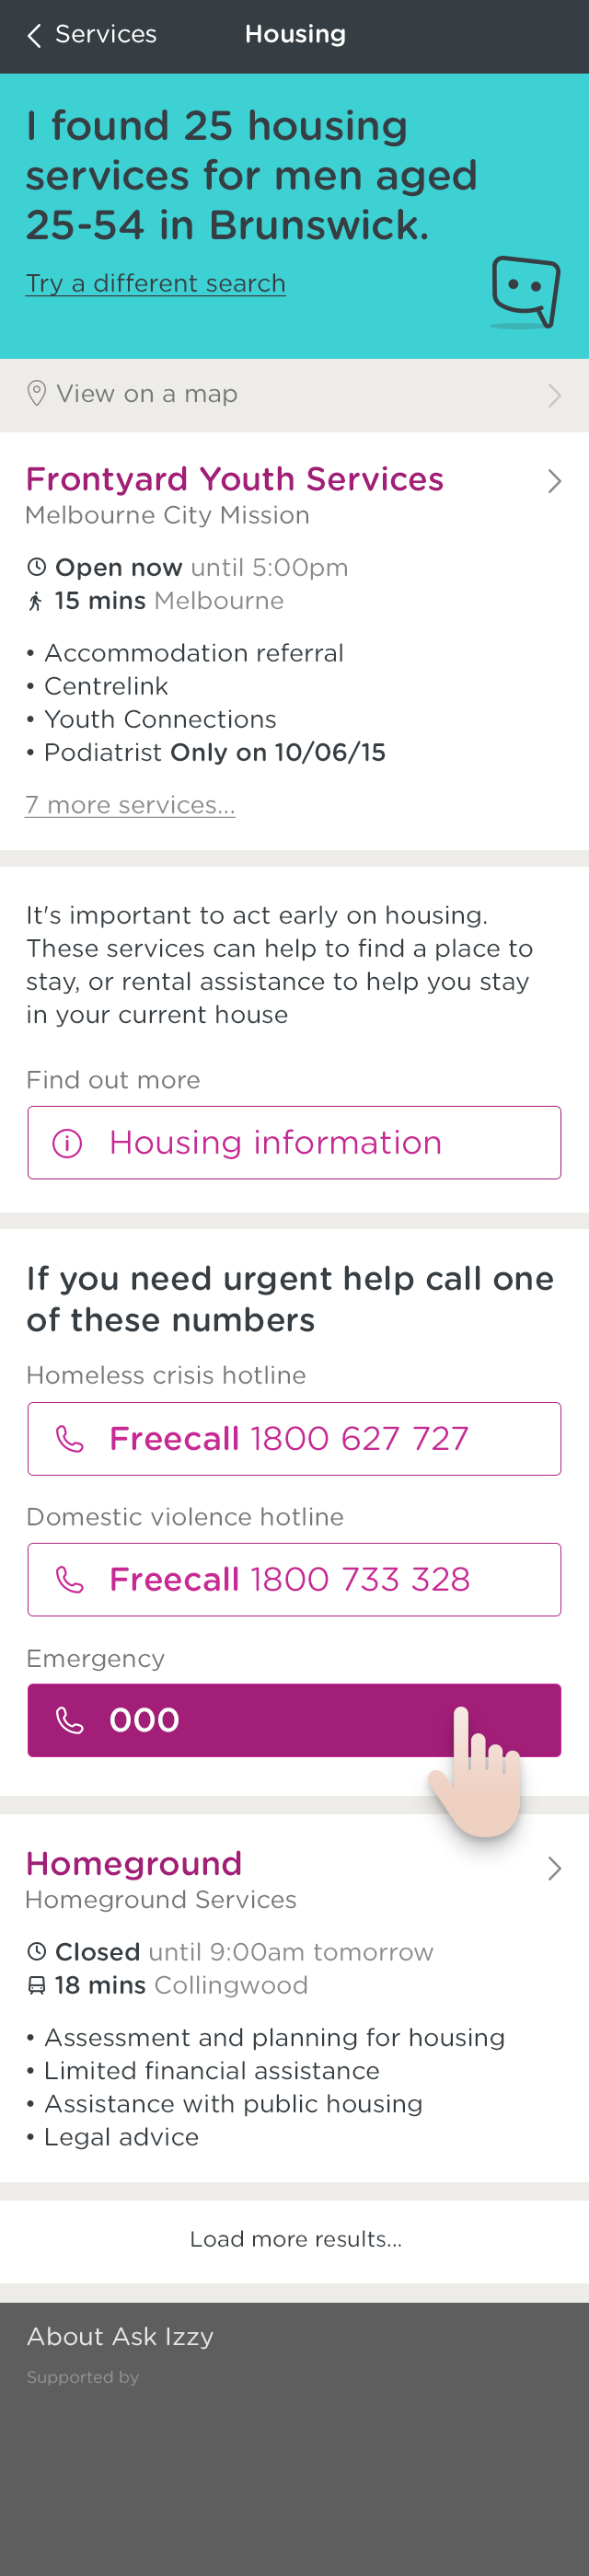 Services
Housing
I found 25 housing
services for men aged
25-54 in Brunswick.
Try a different search
View on a map
Frontyard Youth Services
Melbourne City Mission
Open now until 5:00pm
15 mins Melbourne
• Accommodation referral
• Centrelink
• Youth Connections
• Podiatrist Only on 10/06/15
7 more services...
It's important to act early on housing.
These services can help to find a place to
stay, or rental assistance to help you stay
in your current house
Find out more
Housing information
If you need urgent help call one
of these numbers
Homeless crisis hotline
Freecall 1800 627 727
Domestic violence hotline
Freecall 1800 733 328
Emergency
000
Homeground
Homeground Services
Closed until 9:00am tomorrow
18 mins Collingwood
• Assessment and planning for housing
• Limited financial assistance
• Assistance with public housing
• Legal advice
Load more results...
About Ask Izzy
Supported by